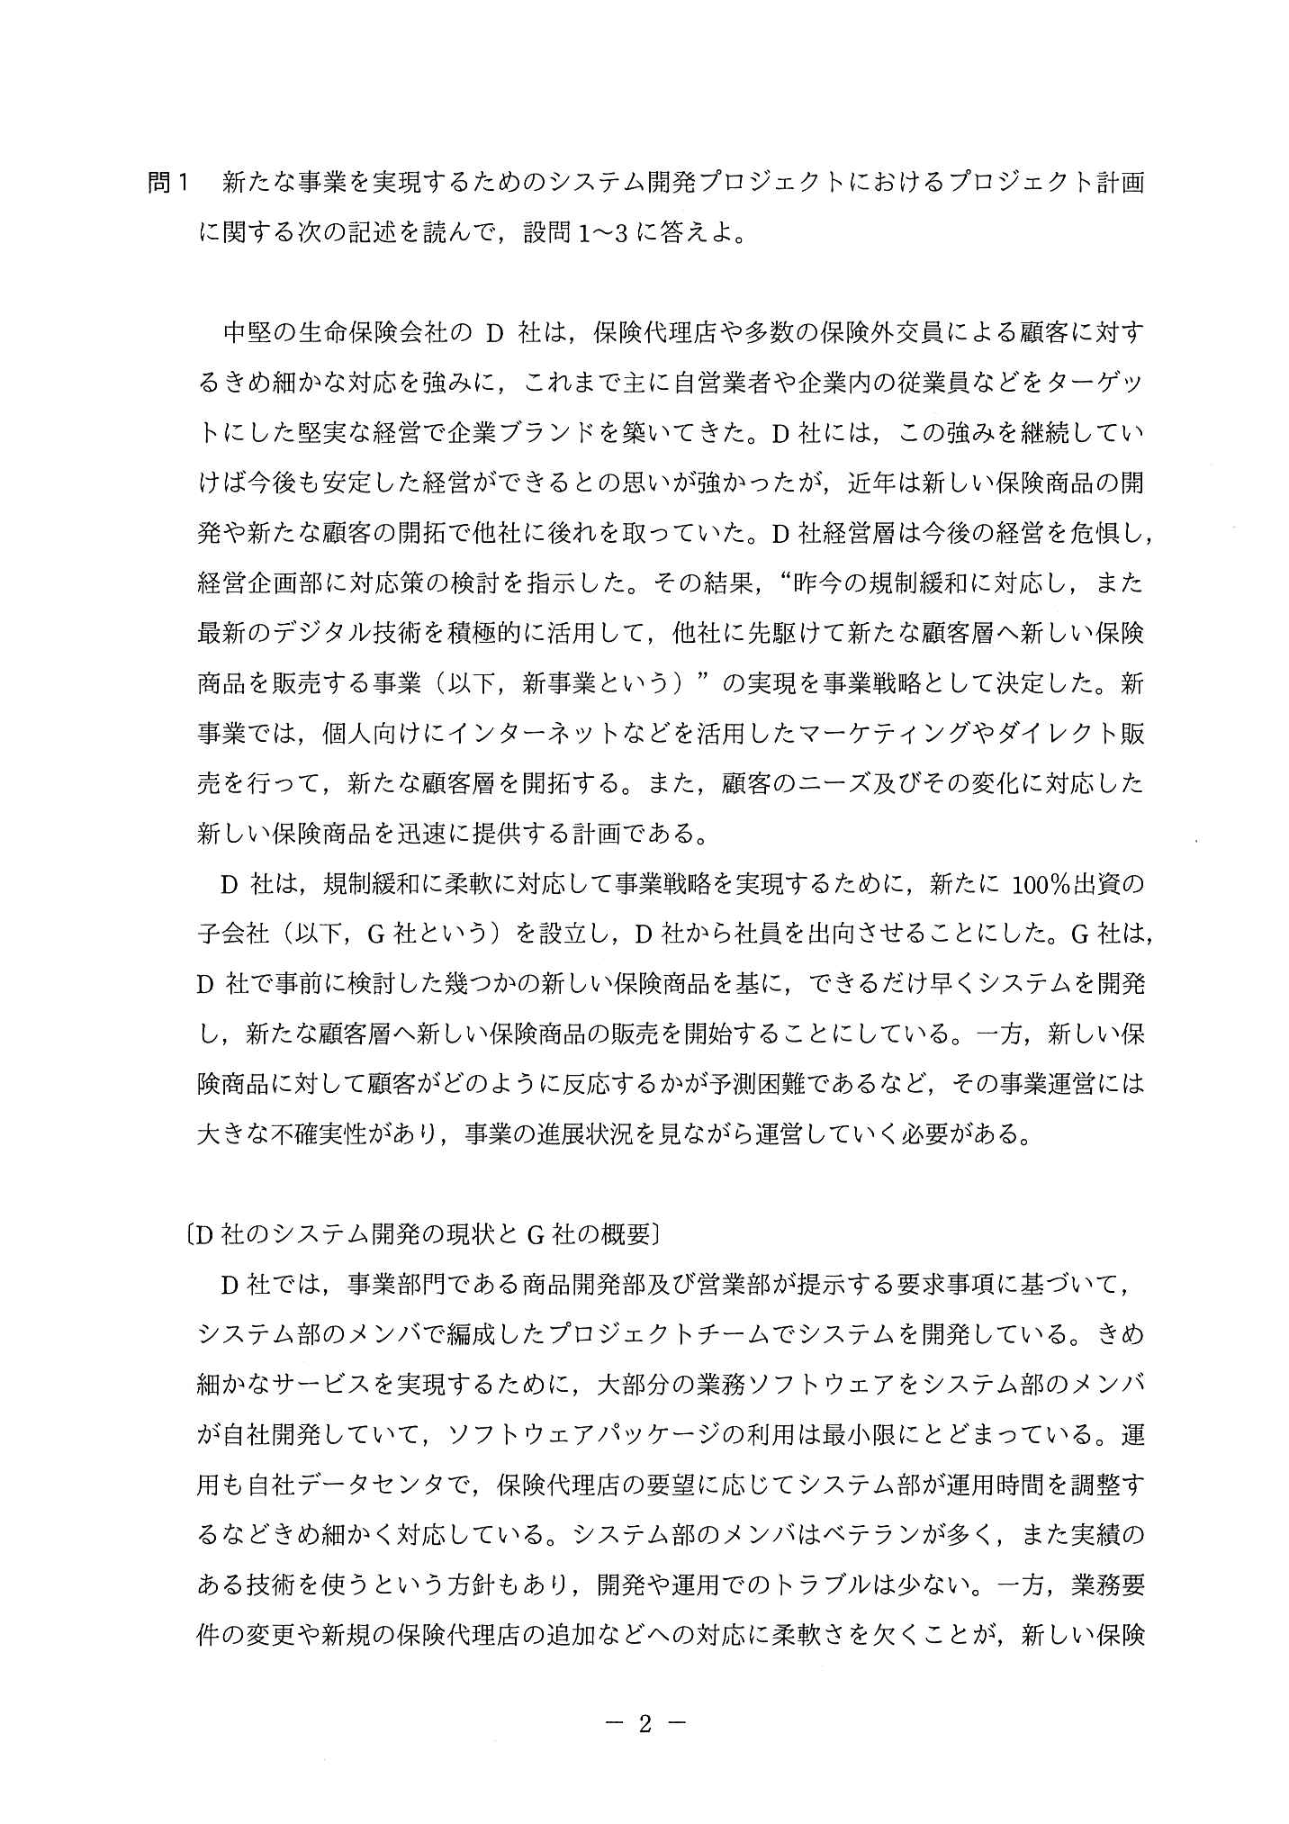 問1 新たな事業を実現するためのシステム開発プロジェクトにおけるプロジェクト計画
に関する次の記述を読んで，設問1～3に答えよ。
中堅の生命保険会社の D 社は，保険代理店や多数の保険外交員による顧客に対す
るきめ細かな対応を強みに，これまで主に自営業者や企業内の従業員などをターゲッ
トにした堅実な経営で企業ブランドを築いてきた。D 社には，この強みを継続してい
けば今後も安定した経営ができるとの思いが強かったが，近年は新しい保険商品の開
発や新たな顧客の開拓で他社に後れを取っていた。D 社経営層は今後の経営を危惧し，
経営企画部に対応策の検討を指示した。その結果，“昨今の規制緩和に対応し，また
最新のデジタル技術を積極的に活用して，他社に先駆けて新たな顧客層へ新しい保険
商品を販売する事業（以下，新事業という）”の実現を事業戦略として決定した。新
事業では，個人向けにインターネットなどを活用したマーケティングやダイレクト販
売を行って，新たな顧客層を開拓する。また，顧客のニーズ及びその変化に対応した
新しい保険商品を迅速に提供する計画である。
D 社は，規制緩和に柔軟に対応して事業戦略を実現するために，新たに 100%出資の
子会社（以下，G 社という）を設立し，D 社から社員を出向させることにした。G 社は，
D 社で事前に検討した幾つかの新しい保険商品を基に，できるだけ早くシステムを開発
し，新たな顧客層へ新しい保険商品の販売を開始することにしている。一方，新しい保
険商品に対して顧客がどのように反応するかが予測困難であるなど，その事業運営には
大きな不確実性があり，事業の進展状況を見ながら運営していく必要がある。
〔D 社のシステム開発の現状と G 社の概要〕
D 社では，事業部門である商品開発部及び営業部が提示する要求事項に基づいて，
システム部のメンバで編成したプロジェクトチームでシステムを開発している。きめ
細かなサービスを実現するために，大部分の業務ソフトウェアをシステム部のメンバ
が自社開発していて，ソフトウェアパッケージの利用は最小限にとどまっている。運
用も自社データセンタで，保険代理店の要望に応じてシステム部が運用時間を調整す
るなどきめ細かく対応している。システム部のメンバはベテランが多く，また実績の
ある技術を使うという方針もあり，開発や運用でのトラブルは少ない。一方，業務要
件の変更や新規の保険代理店の追加などへの対応に柔軟さを欠くことが，新しい保険
－ 2 －